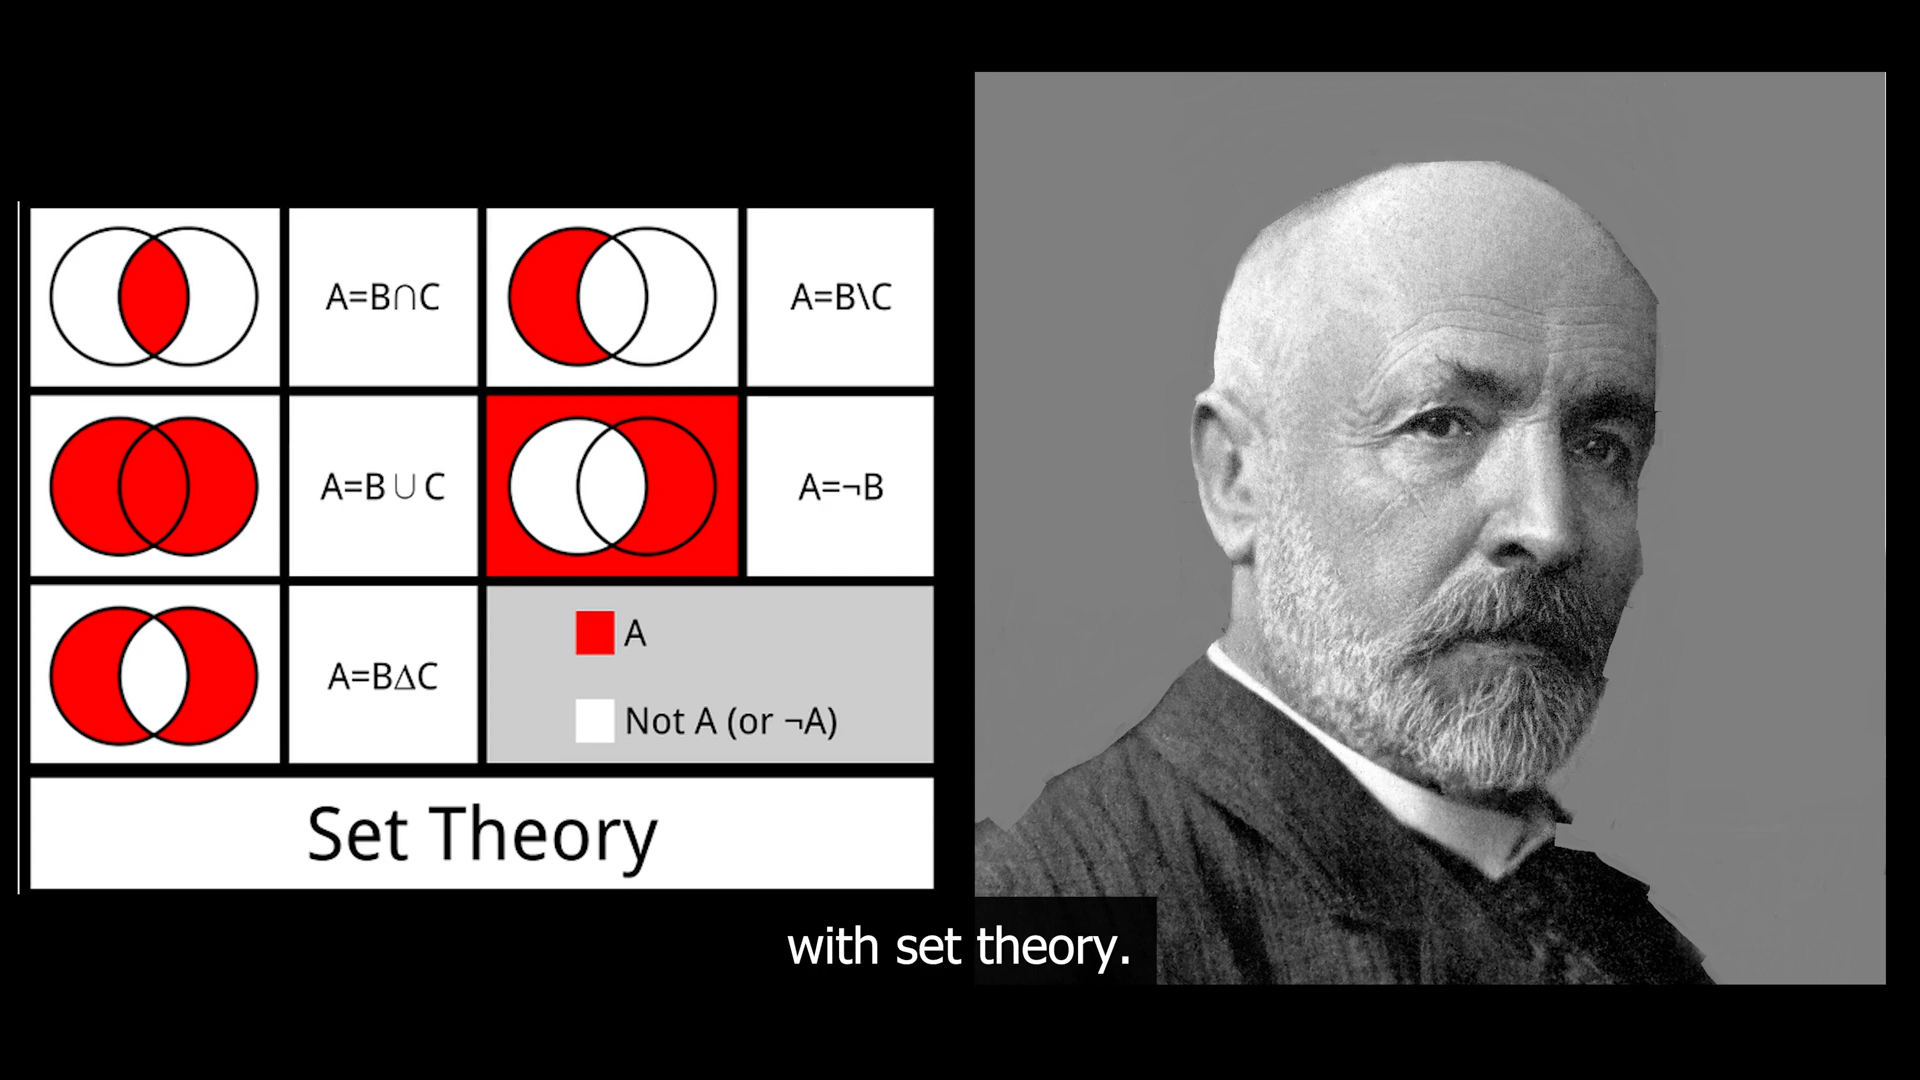 A=B∩C
A=B\C
A=B∪C
A=¬B
A=BΔC
A
Not A (or ¬A)
Set Theory
with set theory.